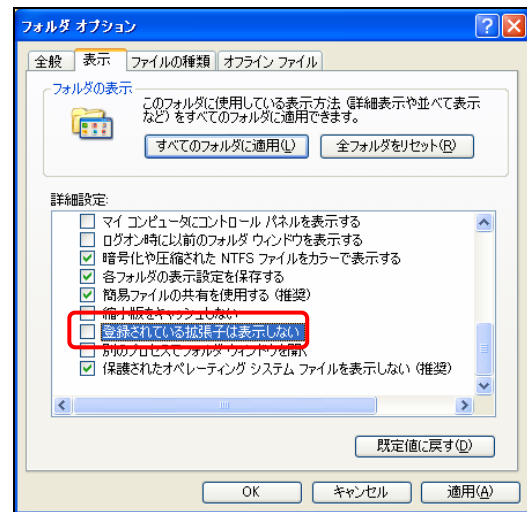 フォルダ オプション
全般 表示 ファイルの種類 オフライン ファイル
フォルダの表示
このフォルダに使用している表示方法 (詳細表示や並べて表示
など) をすべてのフォルダに適用できます。
すべてのフォルダに適用(L) 全フォルダをリセット(R)
詳細設定:
マイ コンピュータにコントロール パネルを表示する
ログオン時に以前のフォルダ ウィンドウを表示する
暗号化や圧縮された NTFS ファイルをカラーで表示する
各フォルダの表示設定を保存する
簡易ファイルの共有を使用する (推奨)
縮小版をキャッシュしない
登録されている拡張子は表示しない
別のプロセスでフォルダ ウィンドウを開く
保護されたオペレーティング システム ファイルを表示しない (推奨)
既定値に戻す(D)
OK キャンセル 適用(A)